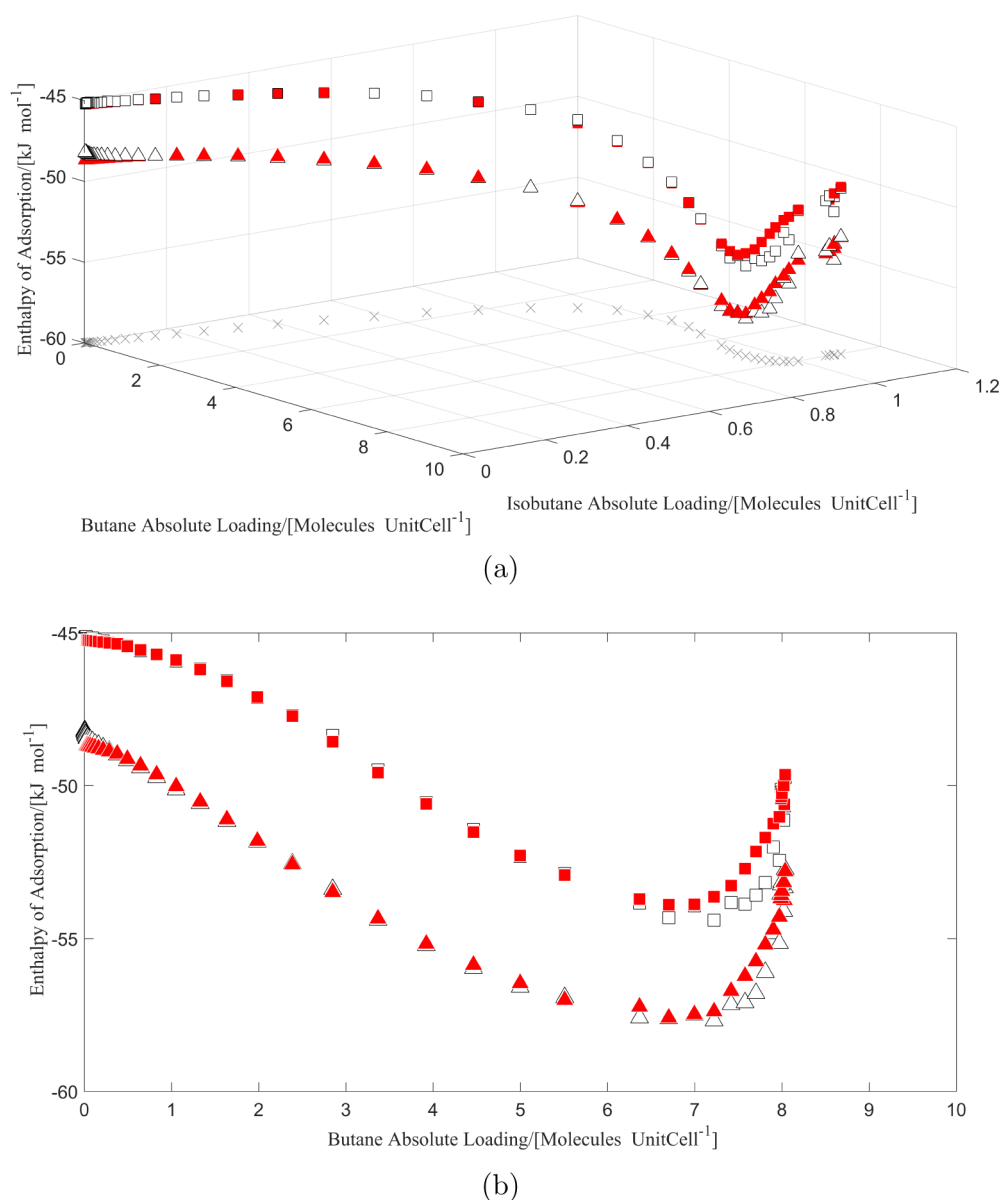 -45
-50
-55
-60
Enthalpy of Adsorption/[kJ mol-1]
0
2
4
6
8
10
0
0.2
0.4
0.6
0.8
1
1.2
Butane Absolute Loading/[Molecules UnitCell-1]
Isobutane Absolute Loading/[Molecules UnitCell-1]
(a)
-45
-50
-55
-60
Enthalpy of Adsorption/[kJ mol-1]
0 1 2 3 4 5 6 7 8 9 10
Butane Absolute Loading/[Molecules UnitCell-1]
(b)